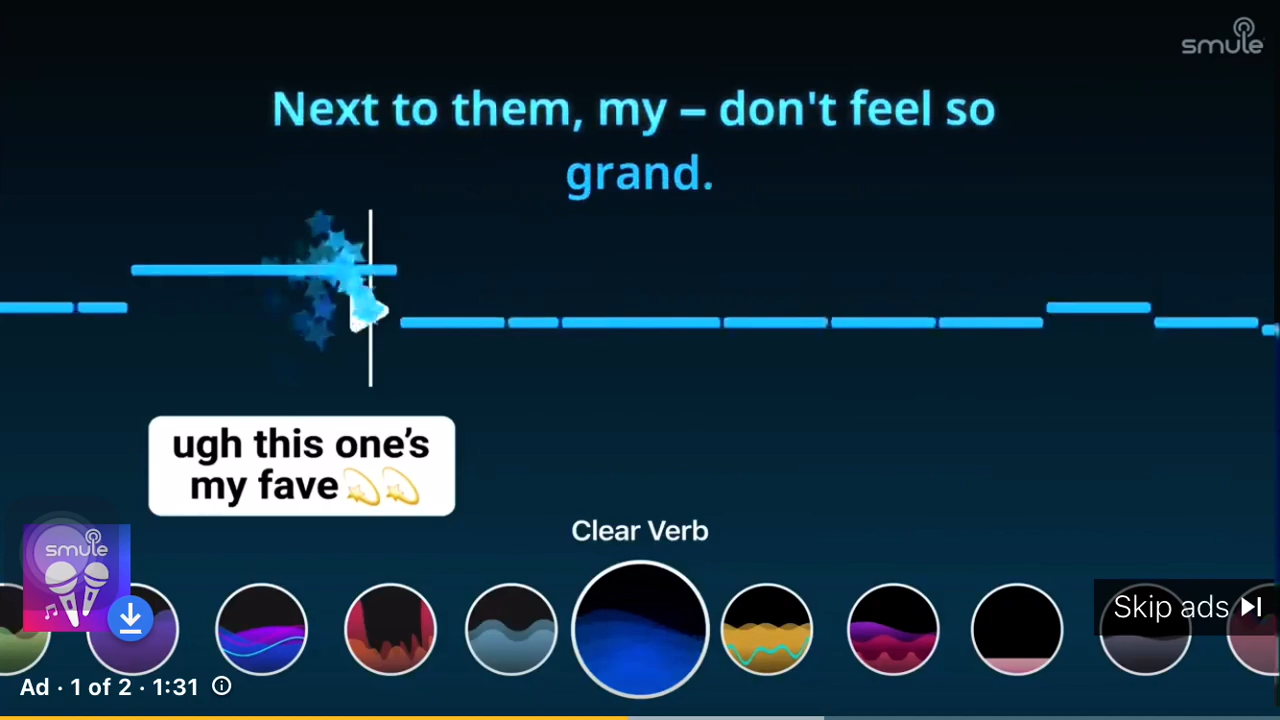 smule
Next to them, my – don't feel so
grand.
ugh this one's
my fave💫💫
Clear Verb
smule
Skip ads
Ad · 1 of 2 · 1:31